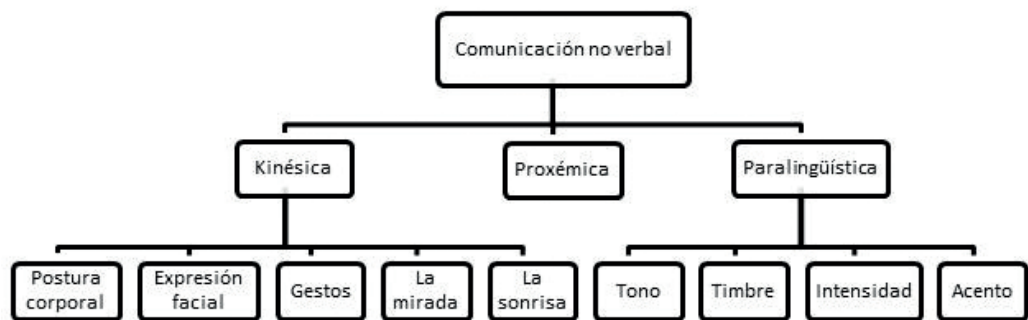 Comunicación no verbal
Kinésica
Proxémica
Paralingüística
Postura
corporal
Expresión
facial
Gestos
La
mirada
La
sonrisa
Tono
Timbre
Intensidad
Acento